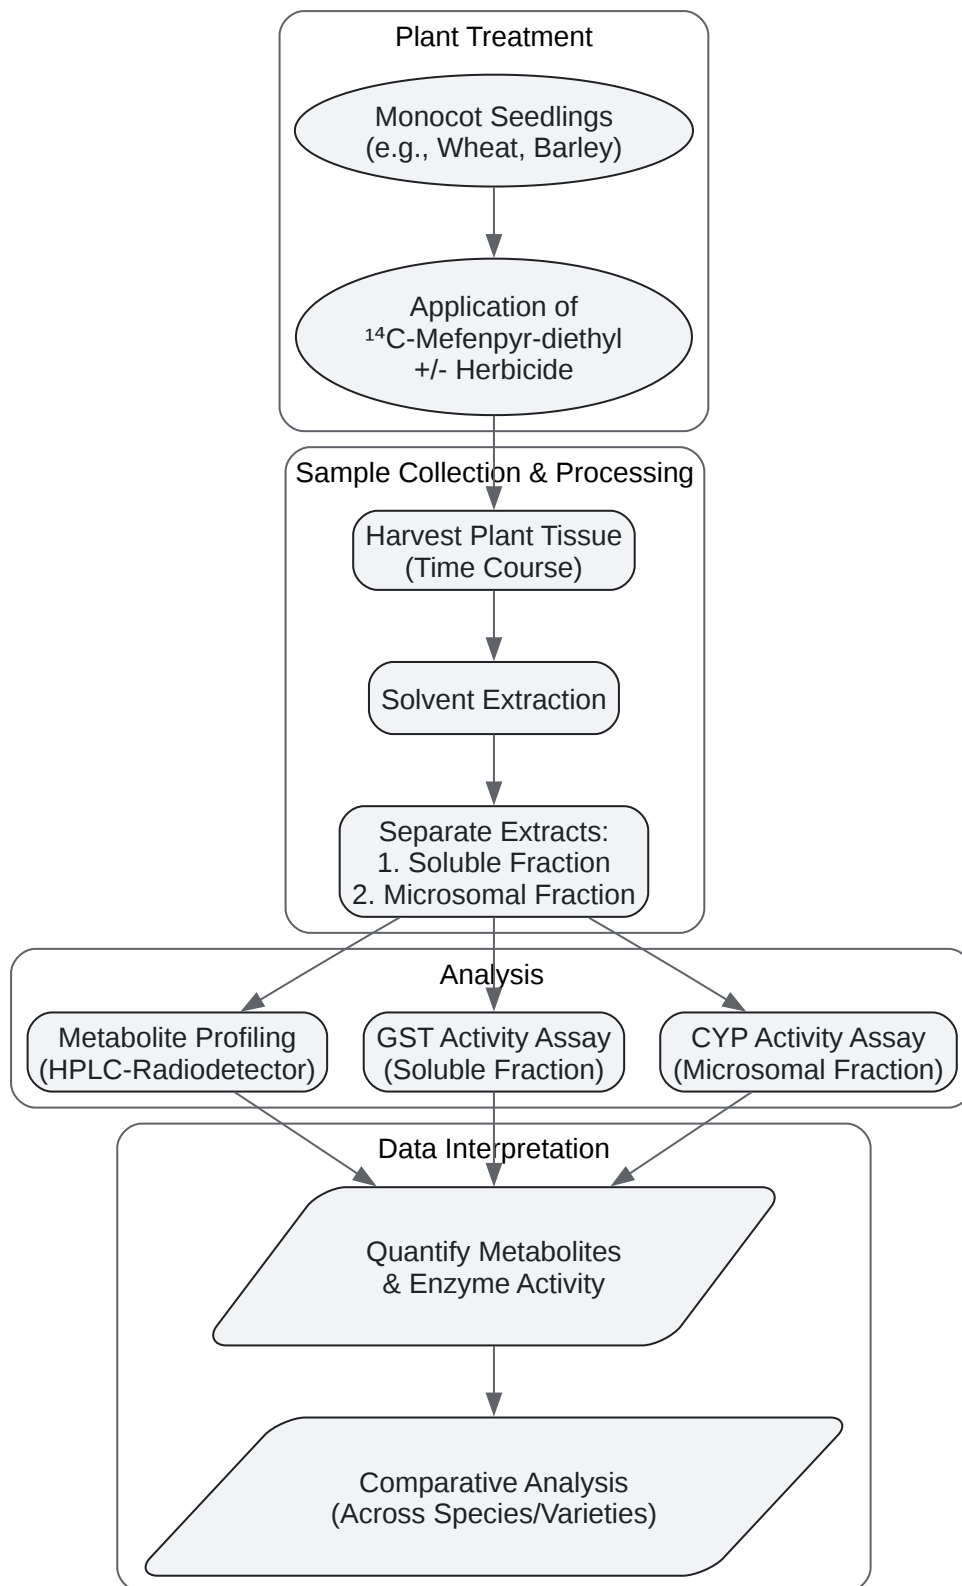 Plant Treatment
Monocot Seedlings
(e.g., Wheat, Barley)
Application of
¹⁴C-Mefenpyr-diethyl
+/- Herbicide
Sample Collection & Processing
Harvest Plant Tissue
(Time Course)
Solvent Extraction
Separate Extracts:
1. Soluble Fraction
2. Microsomal Fraction
Analysis
Metabolite Profiling
(HPLC-Radiodetector)
GST Activity Assay
(Soluble Fraction)
CYP Activity Assay
(Microsomal Fraction)
Data Interpretation
Quantify Metabolites
& Enzyme Activity
Comparative Analysis
(Across Species/Varieties)